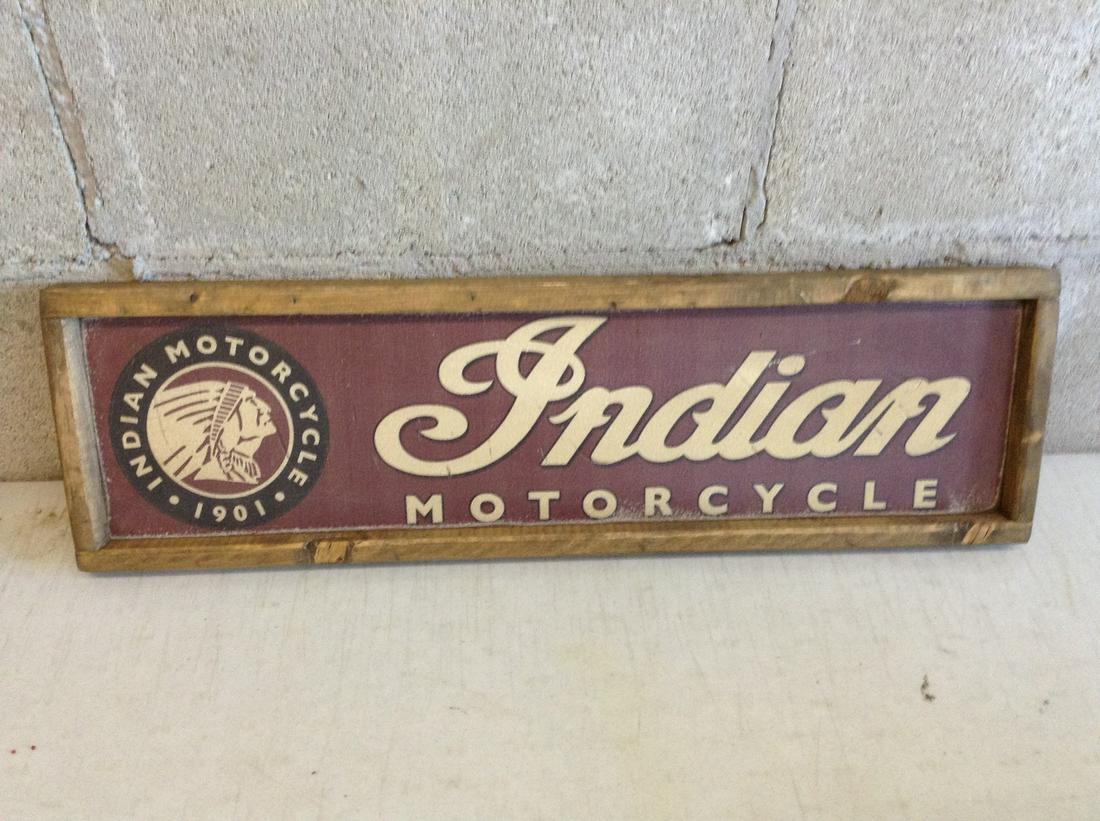 INDIAN MOTORCYCLE
• 1901 •
Indian
MOTORCYCLE